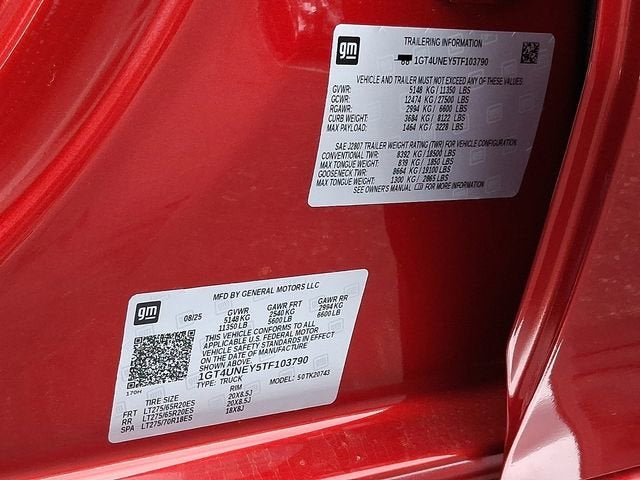 gm
TRAILERING INFORMATION
1GT4UNEY5TF103790
VEHICLE AND TRAILER MUST NOT EXCEED ANY OF THESE VALUES:
GVWR: 5148 KG / 11350 LBS
GCWR: 12474 KG / 27500 LBS
RGAWR: 2994 KG / 6600 LBS
CURB WEIGHT: 3684 KG / 8122 LBS
MAX PAYLOAD: 1464 KG / 3228 LBS
SAE J2807 TRAILER WEIGHT RATING (TWR) FOR VEHICLE CONFIGURATION
CONVENTIONAL TWR: 8392 KG / 18500 LBS
MAX TONGUE WEIGHT: 839 KG / 1850 LBS
GOOSENECK TWR: 8664 KG / 19100 LBS
MAX TONGUE WEIGHT: 1300 KG / 2865 LBS
SEE OWNER'S MANUAL FOR MORE INFORMATION
gm
MFD BY GENERAL MOTORS LLC
08/25 GVWR GAWR FRT GAWR RR
5148 KG 2540 KG 2994 KG
11350 LB 5600 LB 6600 LB
THIS VEHICLE CONFORMS TO ALL
APPLICABLE U.S. FEDERAL MOTOR
VEHICLE SAFETY STANDARDS IN EFFECT
ON THE DATE OF MANUFACTURE
SHOWN ABOVE.
1GT4UNEY5TF103790
170H TYPE: TRUCK MODEL: 50TK20743
TIRE SIZE RIM
FRT LT275/65R20ES 20X8.5J
RR LT275/65R20ES 20X8.5J
SPA LT275/70R18ES 18X8J